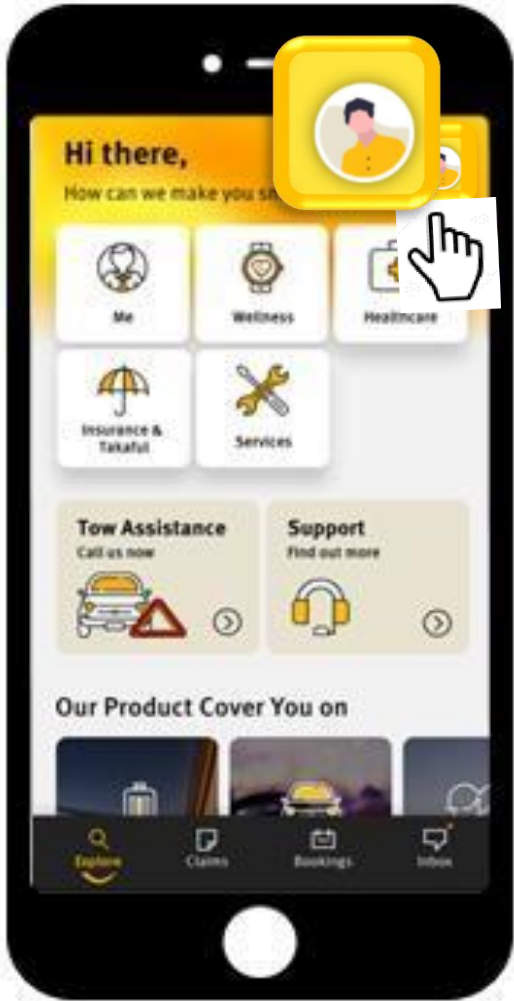 Hi there,
How can we make you
Me
Wellness
Healthcare
Insurance &
Takaful
Services
Tow Assistance
Call us now
Support
Find out more
Our Product Cover You on
Explore
Claims
Bookings
Inbox